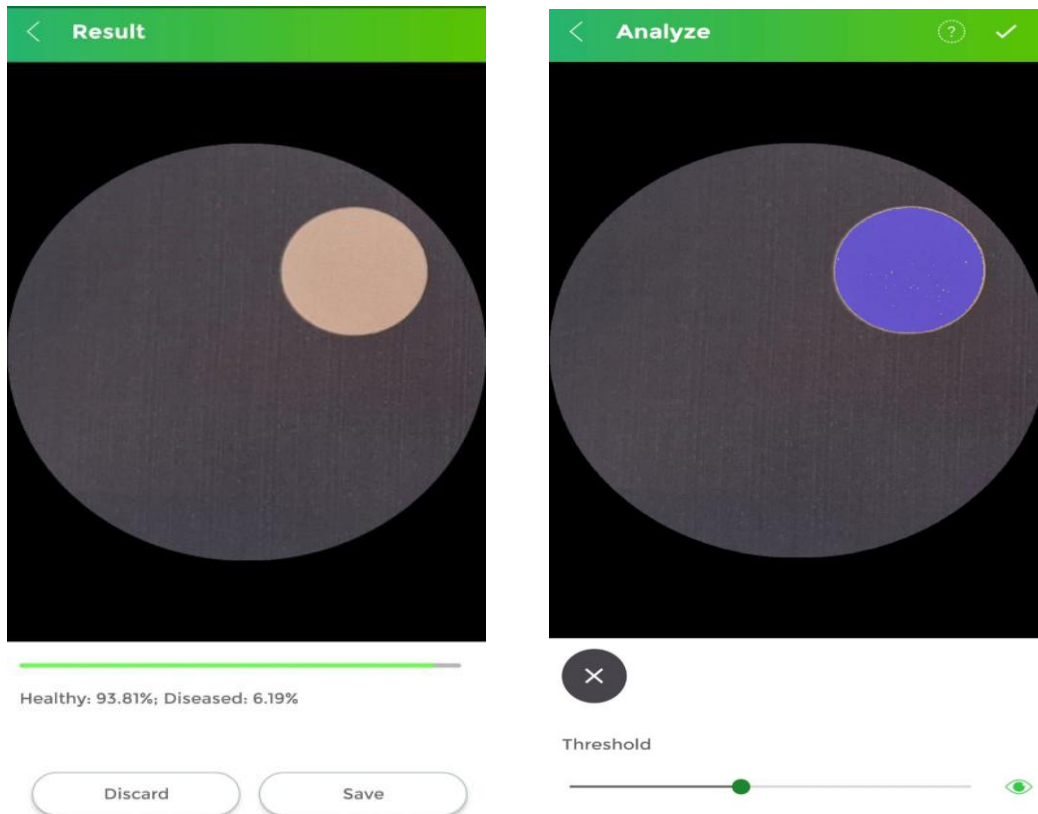 Result
Healthy: 93.81%; Diseased: 6.19%
Discard
Save
Analyze
?
Threshold